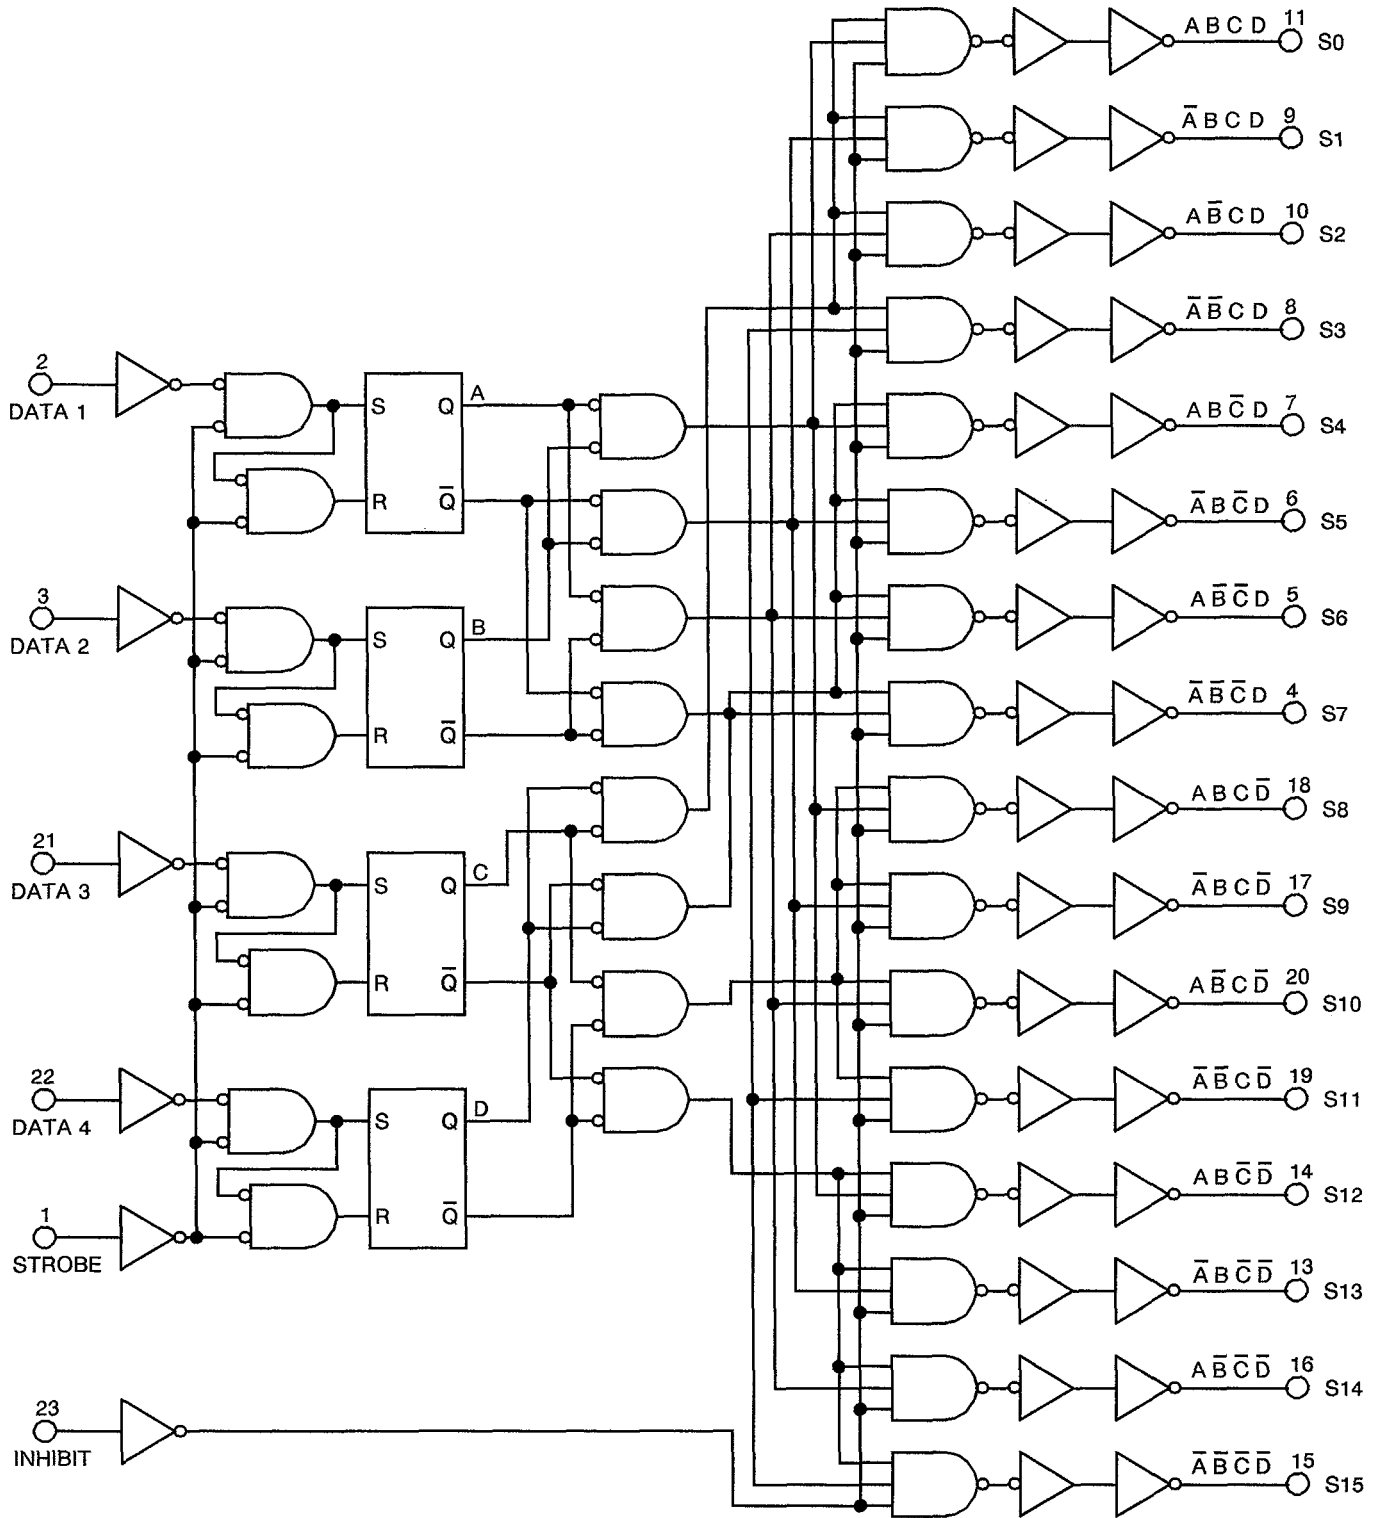 A B C D 11 S0
A̅ B C D 9 S1
A B̅ C D 10 S2
A̅ B̅ C D 8 S3
2
DATA 1
S Q A
R Q̅
A B C̅ D 7 S4
A̅ B C̅ D 6 S5
3
DATA 2
S Q B
R Q̅
A B̅ C̅ D 5 S6
A̅ B̅ C̅ D 4 S7
21
DATA 3
S Q C
R Q̅
A B C D̅ 18 S8
A̅ B C D̅ 17 S9
A B̅ C D̅ 20 S10
22
DATA 4
S Q D
R Q̅
A̅ B̅ C D̅ 19 S11
A B C̅ D̅ 14 S12
1
STROBE
A̅ B C̅ D̅ 13 S13
A B̅ C̅ D̅ 16 S14
23
INHIBIT
A̅ B̅ C̅ D̅ 15 S15